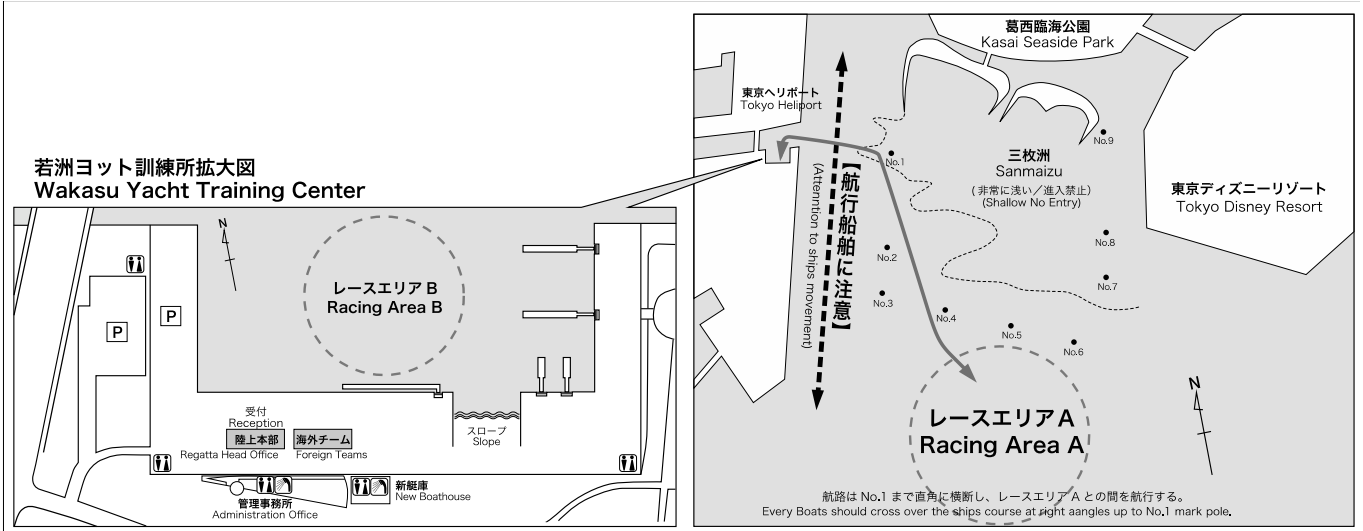 若洲ヨット訓練所拡大図
Wakasu Yacht Training Center
N
レースエリア B
Racing Area B
P
P
受付
Reception
陸上本部
海外チーム
Regatta Head Office
Foreign Teams
スロープ
Slope
管理事務所
Administration Office
新艇庫
New Boathouse
葛西臨海公園
Kasai Seaside Park
東京ヘリポート
Tokyo Heliport
No.9
No.1
三枚洲
Sanmaizu
(非常に浅い／進入禁止)
(Shallow No Entry)
東京ディズニーリゾート
Tokyo Disney Resort
【航行船舶に注意】
(Attenntion to ships movement)
No.8
No.2
No.7
No.3
No.4
No.5
No.6
N
レースエリア A
Racing Area A
航路は No.1 まで直角に横断し、レースエリア A との間を航行する。
Every Boats should cross over the ships course at right aangles up to No.1 mark pole.